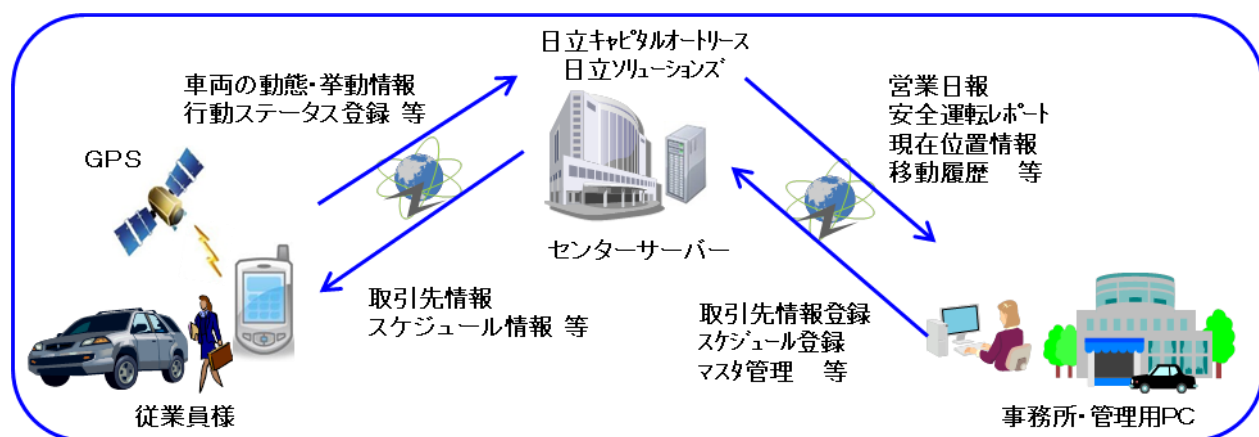 日立キャピタルオートリース
日立ソリューションズ
車両の動態・挙動情報
行動ステータス登録 等
GPS
営業日報
安全運転レポート
現在位置情報
移動履歴 等
センターサーバー
取引先情報
スケジュール情報 等
取引先情報登録
スケジュール登録
マスタ管理 等
従業員様
事務所・管理用PC